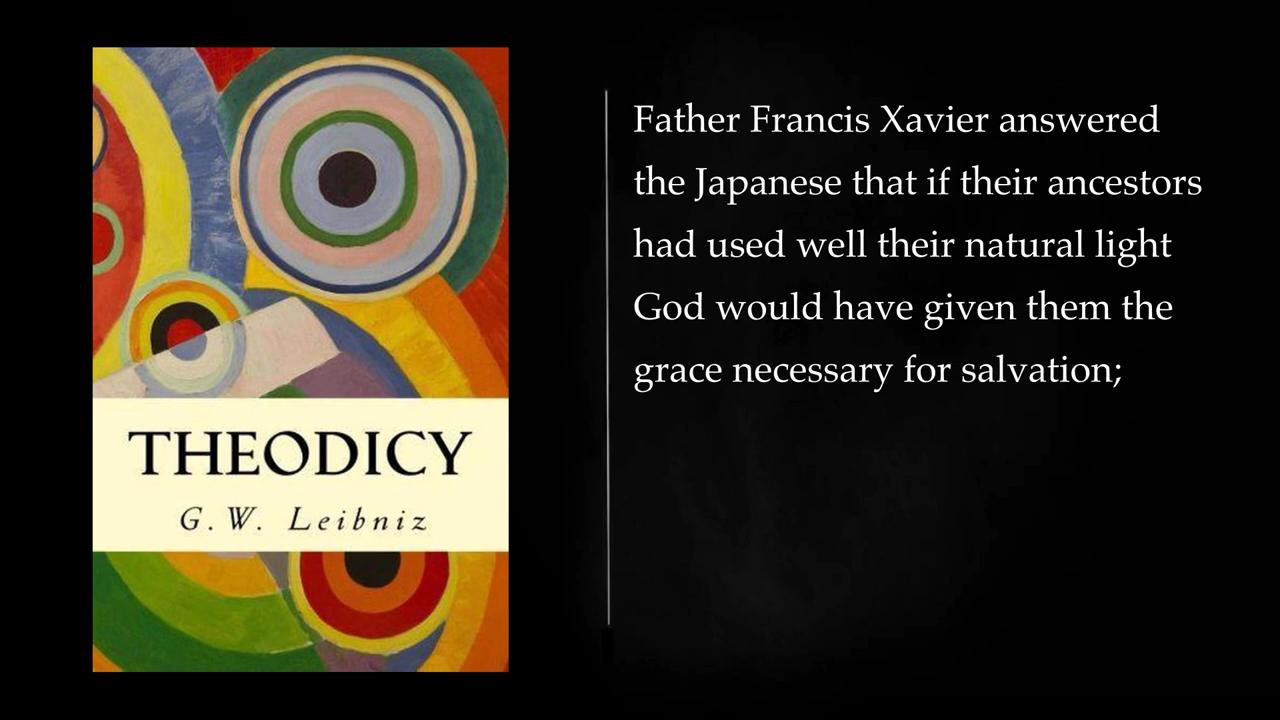 THEODICY
G. W. Leibniz
Father Francis Xavier answered
the Japanese that if their ancestors
had used well their natural light
God would have given them the
grace necessary for salvation;